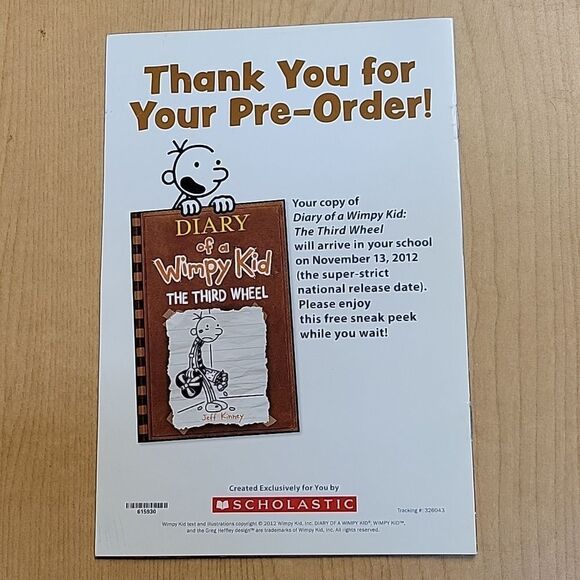 Thank You for
Your Pre-Order!
Your copy of
Diary of a Wimpy Kid:
The Third Wheel
will arrive in your school
on November 13, 2012
(the super-strict
national release date).
Please enjoy
this free sneak peek
while you wait!
DIARY
of a
Wimpy Kid
THE THIRD WHEEL
Jeff Kinney
Created Exclusively for You by
SCHOLASTIC
615930
Tracking #: 326043
Wimpy Kid text and illustrations copyright © 2012 Wimpy Kid, Inc. DIARY OF A WIMPY KID®, WIMPY KID™,
and the Greg Heffley design™ are trademarks of Wimpy Kid, Inc. All rights reserved.